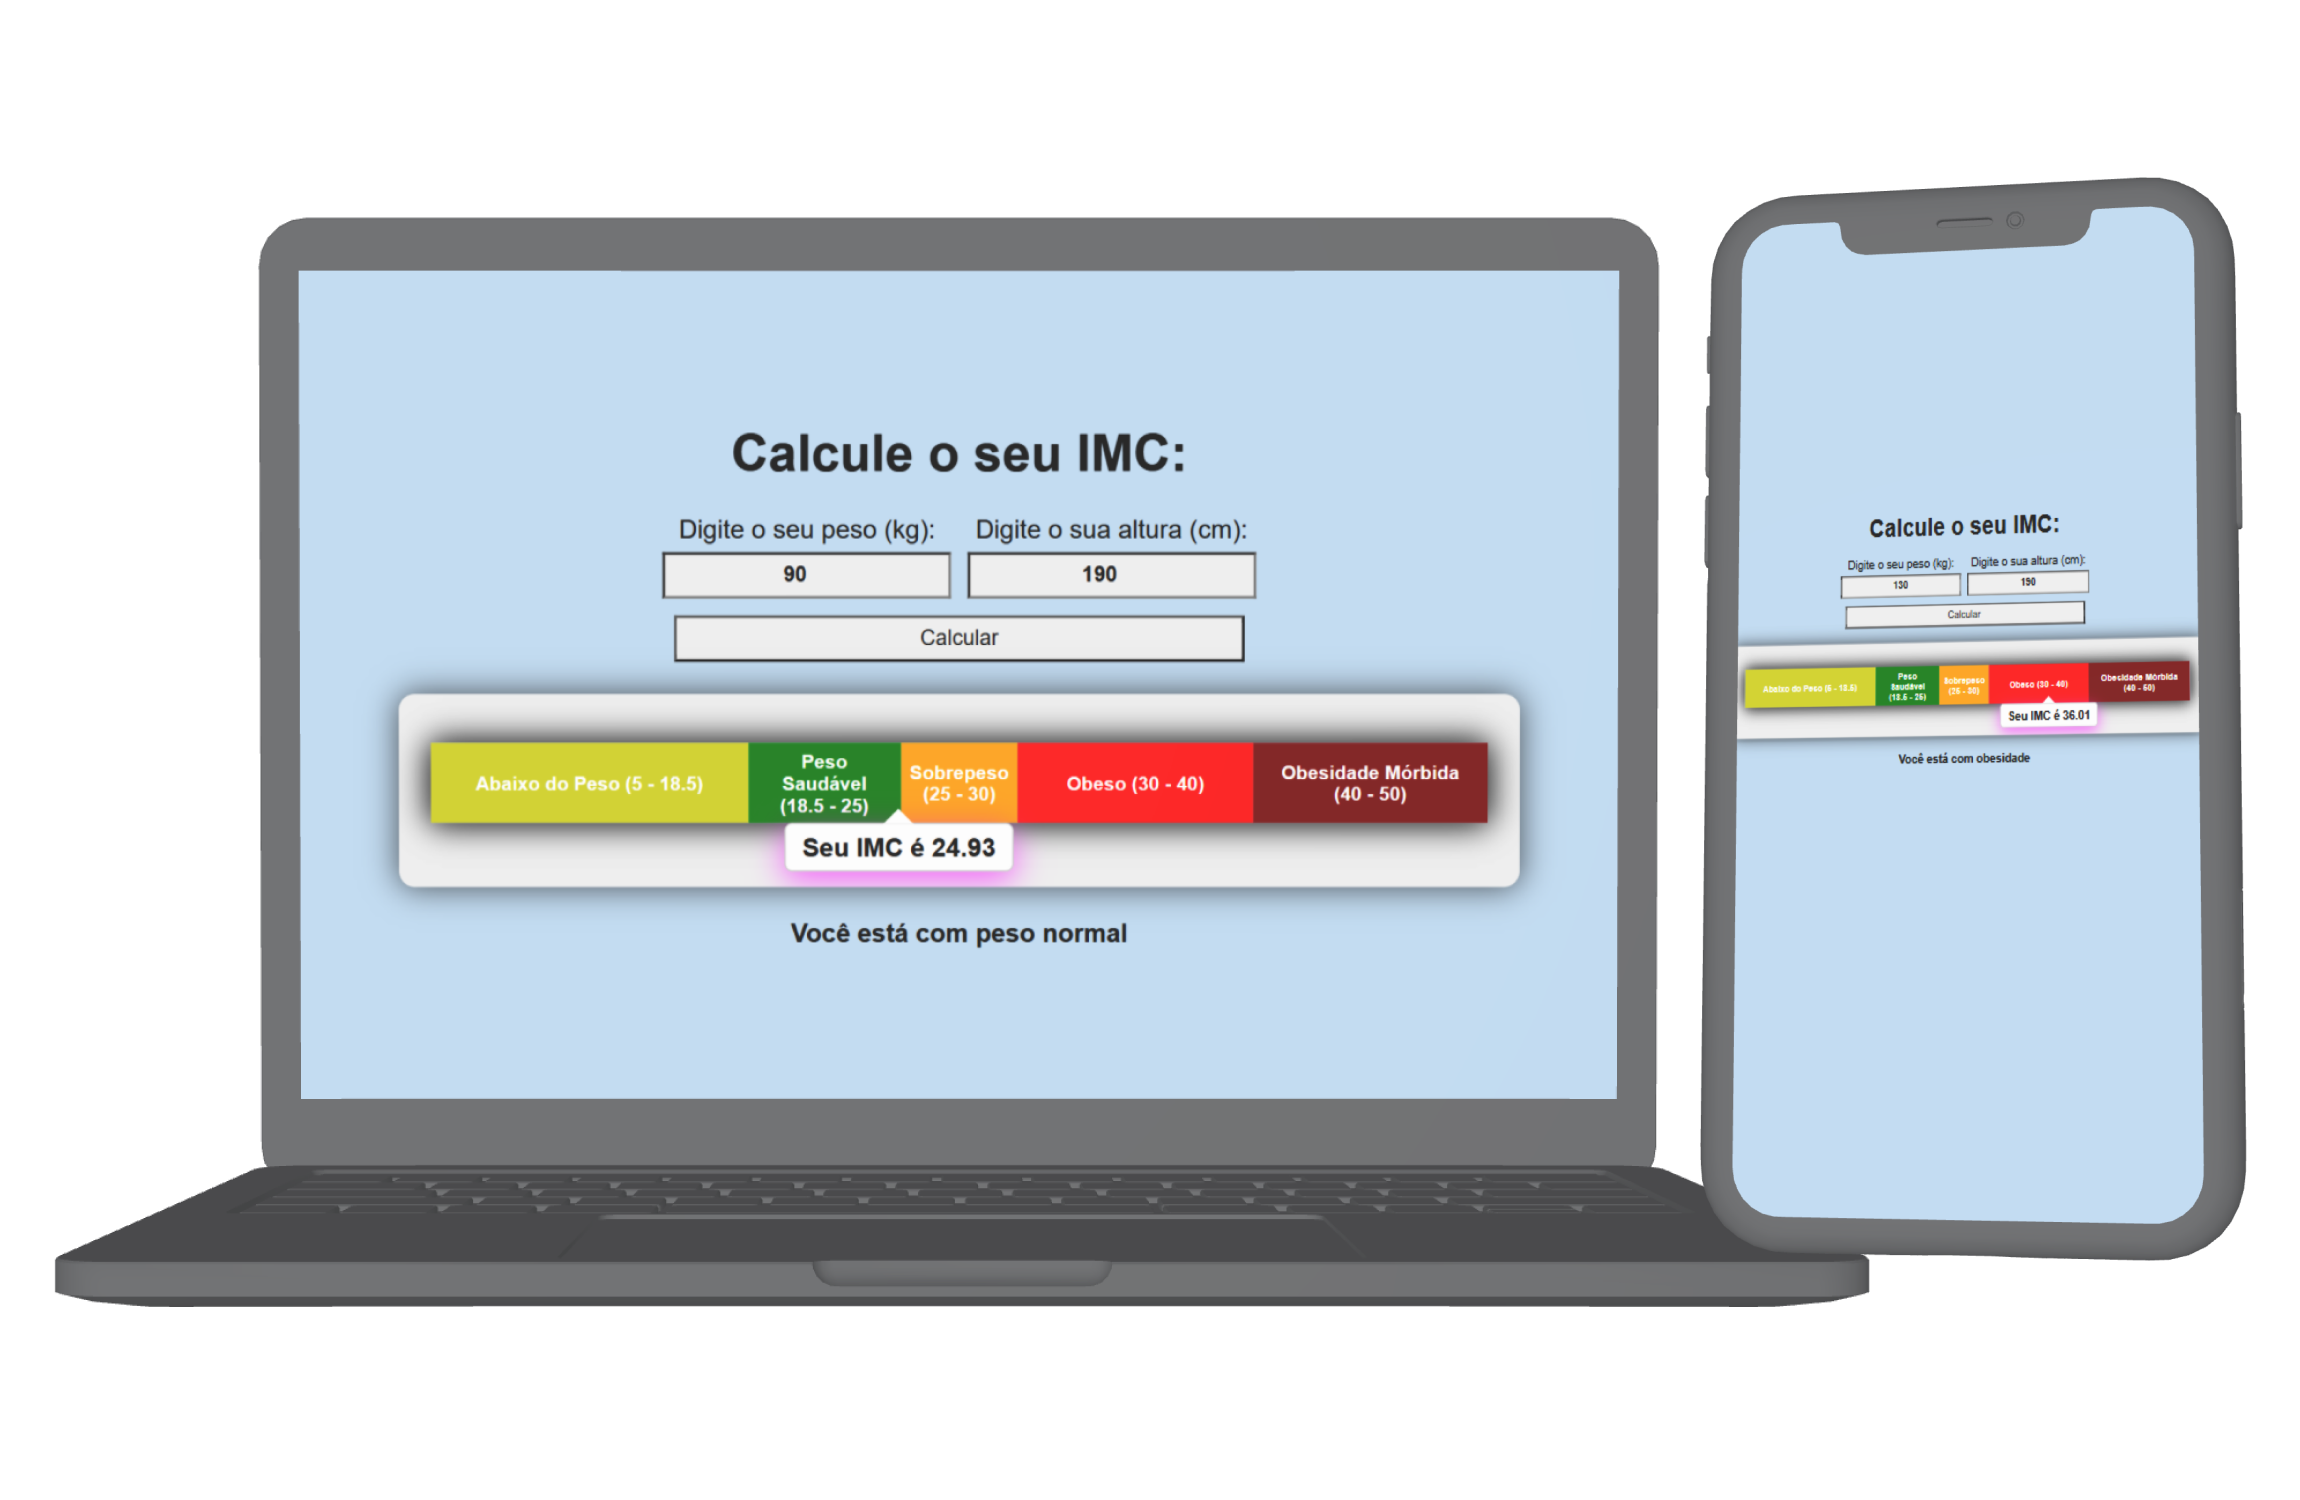 Calcule o seu IMC:
Digite o seu peso (kg): Digite o sua altura (cm):
90 190
Calcular
Abaixo do Peso (5 - 18.5)
Peso
Saudável
(18.5 - 25)
Sobrepeso
(25 - 30)
Obeso (30 - 40)
Obesidade Mórbida
(40 - 50)
Seu IMC é 24.93
Você está com peso normal
Calcule o seu IMC:
Digite o seu peso (kg): Digite o sua altura (cm):
130 190
Calcular
Abaixo do Peso (5 - 18.5)
Peso
Saudável
(18.5 - 25)
Sobrepeso
(25 - 30)
Obeso (30 - 40)
Obesidade Mórbida
(40 - 50)
Seu IMC é 36.01
Você está com obesidade